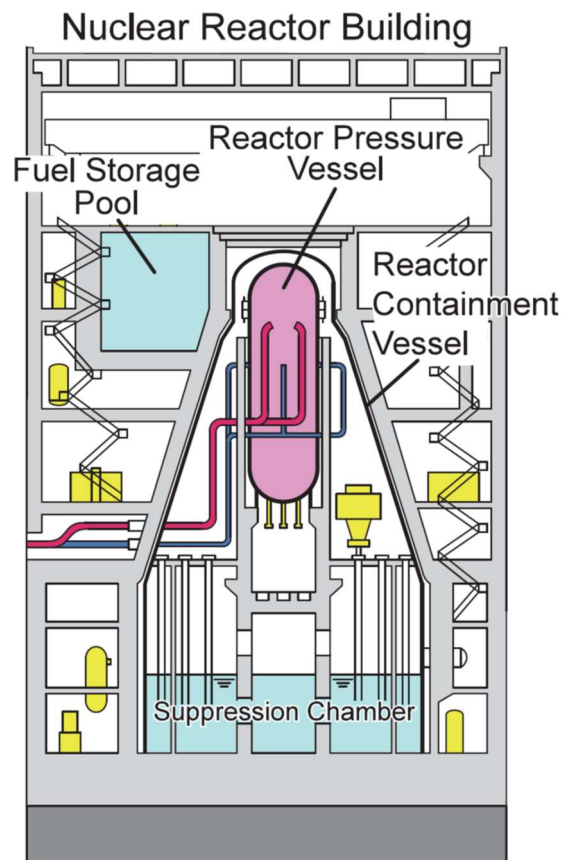 Nuclear Reactor Building
Reactor Pressure
Vessel
Fuel Storage
Pool
Reactor
Containment
Vessel
Suppression Chamber